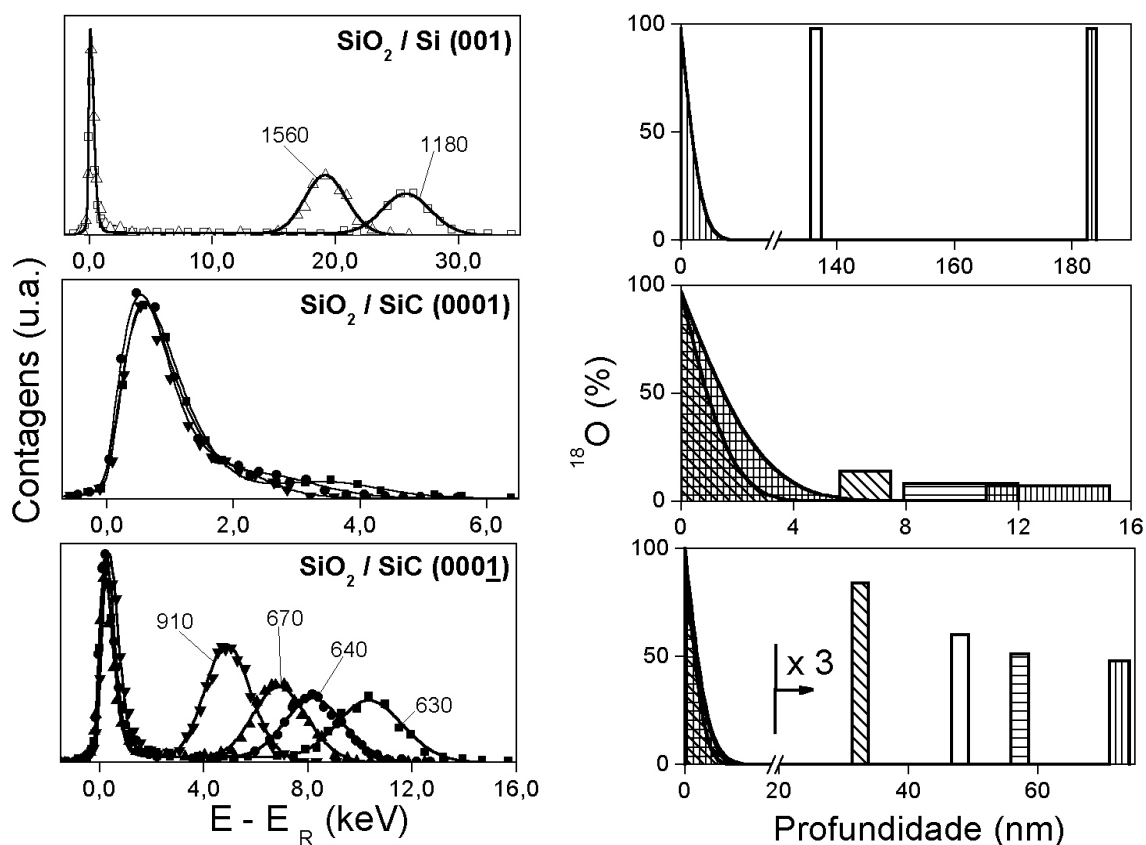 SiO2 / Si (001)
1560
1180
0,0 10,0 20,0 30,0
SiO2 / SiC (0001)
0,0 2,0 4,0 6,0
SiO2 / SiC (0001)
910
670
640
630
0,0 4,0 8,0 12,0 16,0
E - ER (keV)
Contagens (u.a.)
100
50
0
0 140 160 180
100
50
0
0 4 8 12 16
100
50
0
x 3
0 20 40 60
Profundidade (nm)
18O (%)